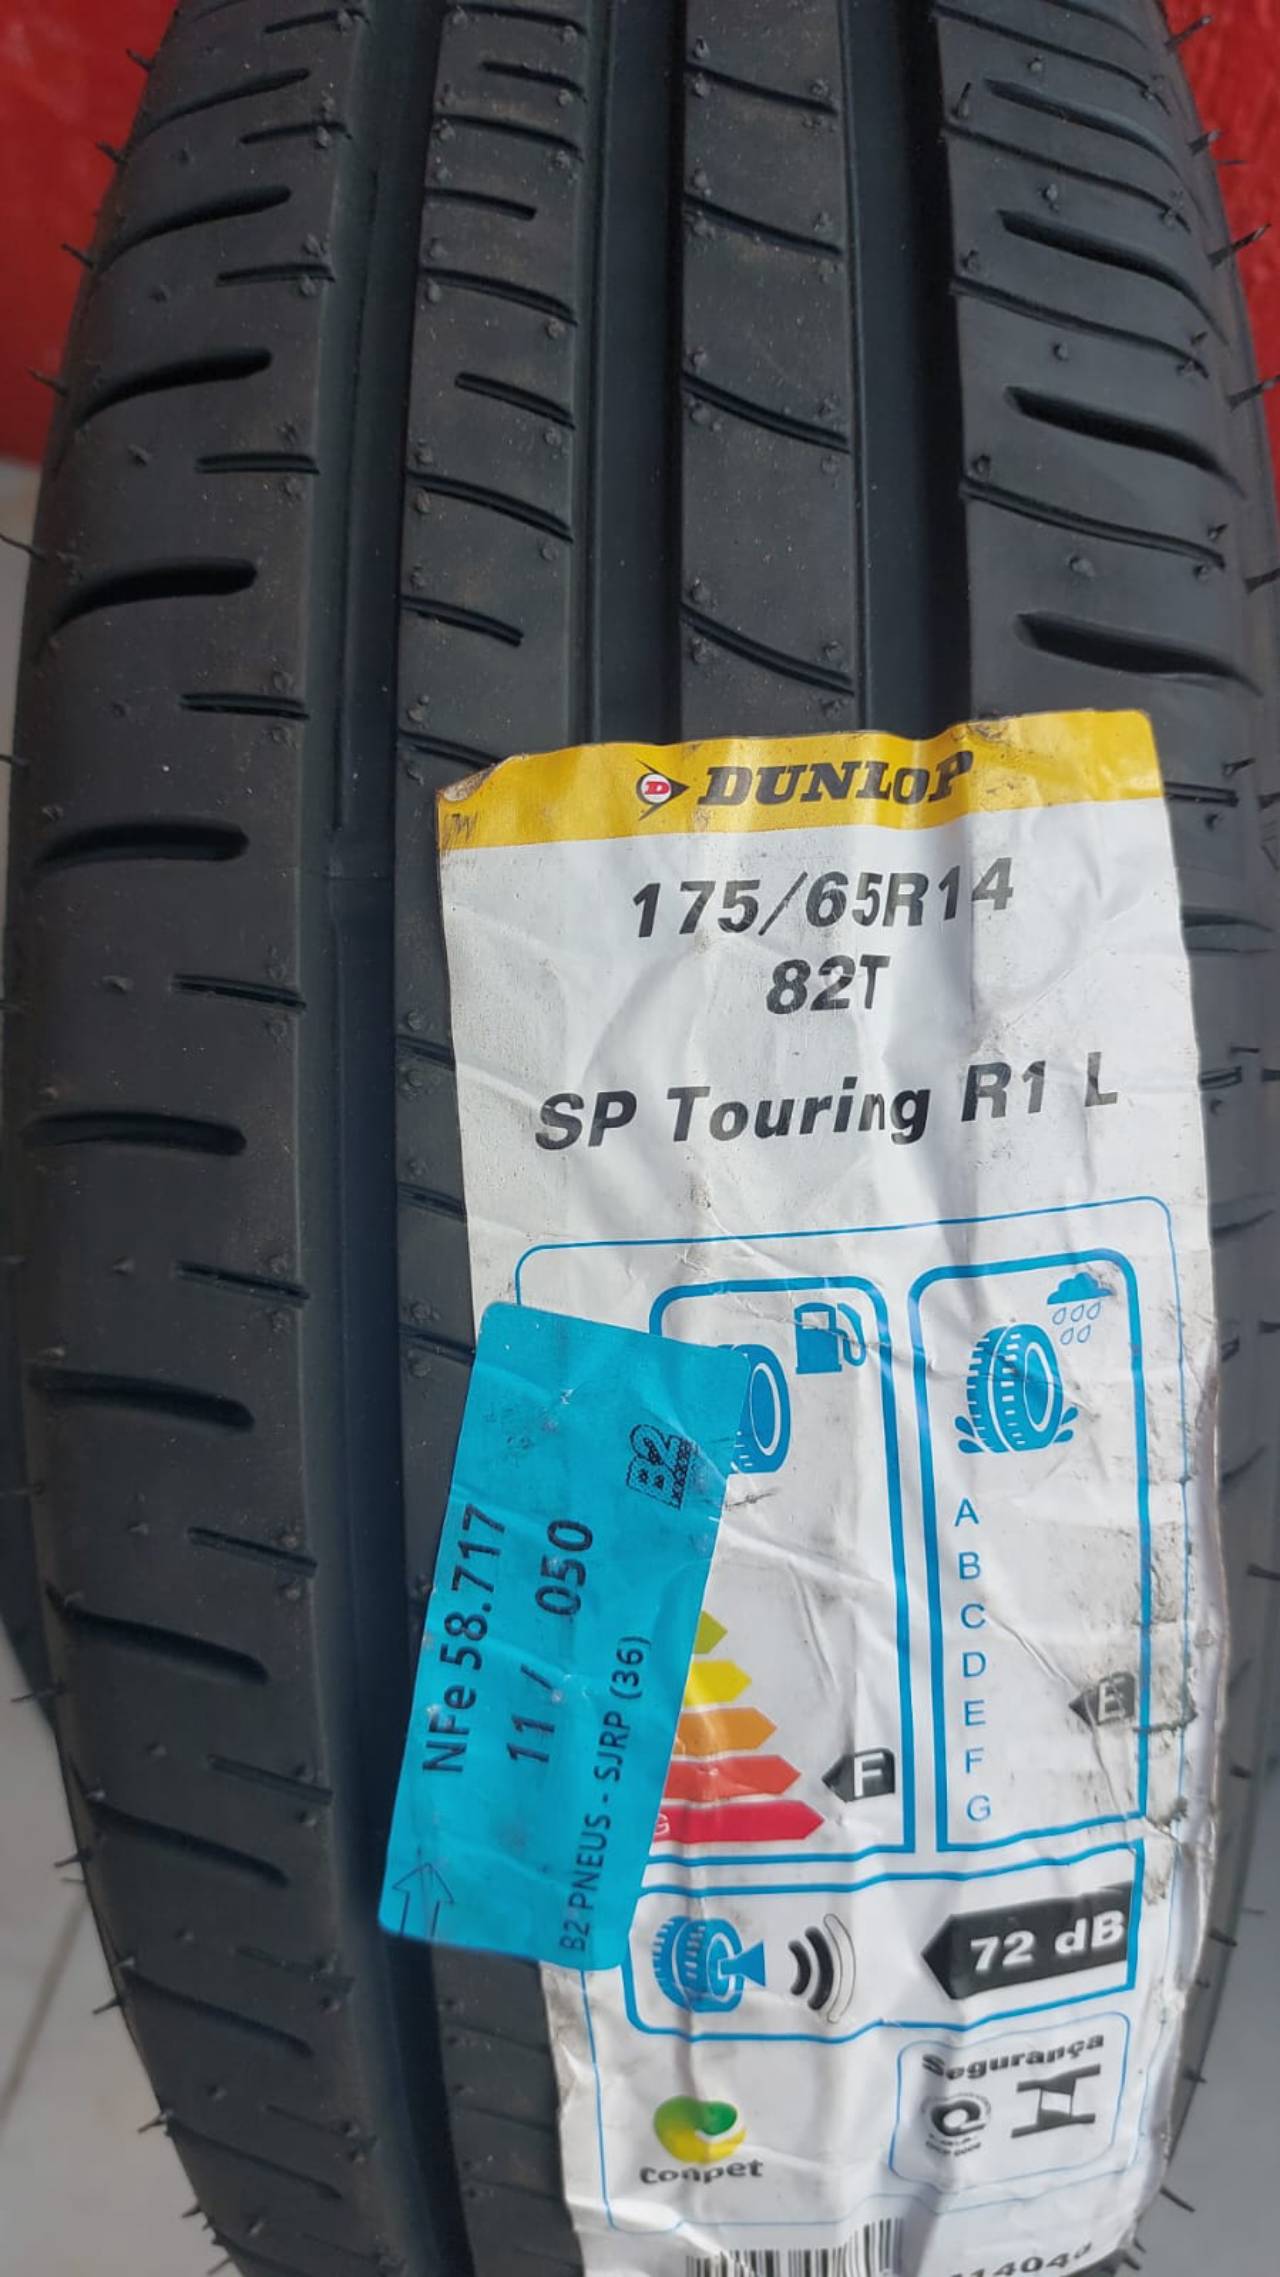 DUNLOP
175/65R14
82T
SP Touring R1 L
B2
NFe 58.717
11 / 050
B2 PNEUS - SJRP (36)
A
B
C
D
E
F
G
E
F
G
72 dB
Segurança
Conpet